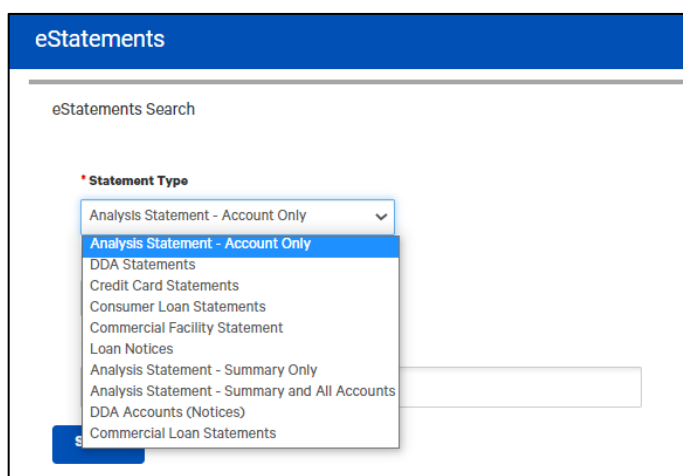 eStatements
eStatements Search
* Statement Type
Analysis Statement - Account Only
Analysis Statement - Account Only
DDA Statements
Credit Card Statements
Consumer Loan Statements
Commercial Facility Statement
Loan Notices
Analysis Statement - Summary Only
Analysis Statement - Summary and All Accounts
DDA Accounts (Notices)
Commercial Loan Statements